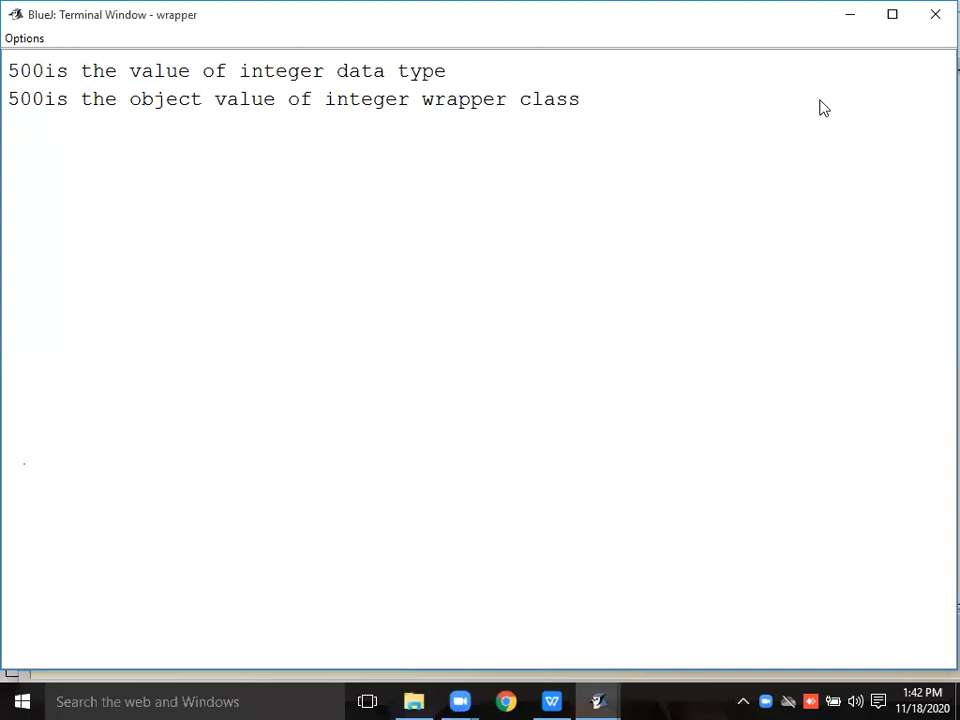 BlueJ: Terminal Window - wrapper
Options
500is the value of integer data type
500is the object value of integer wrapper class
Search the web and Windows
1:42 PM
11/18/2020